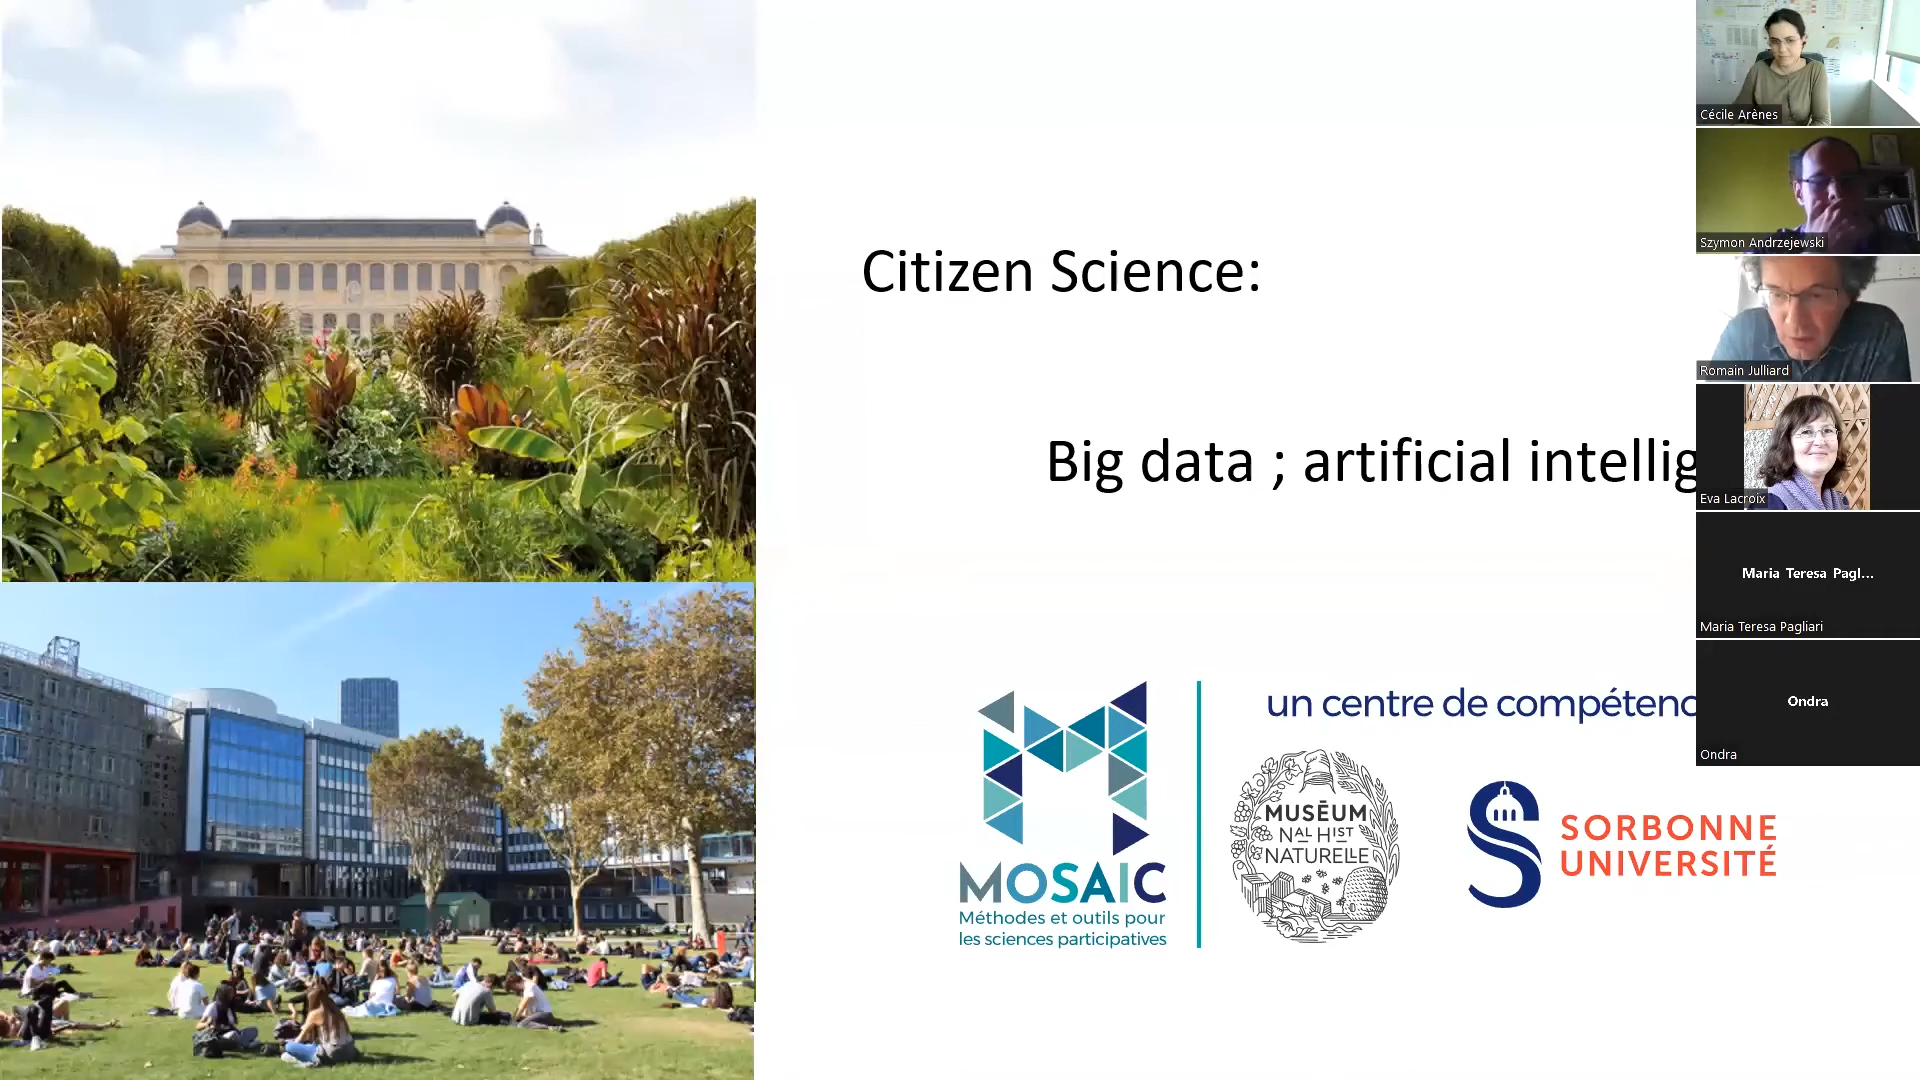 Citizen Science:
Big data ; artificial intellig
un centre de compétenc
MOSAIC
Méthodes et outils pour
les sciences participatives
MUSĒUM
NAL HIST
NATURELLE
SORBONNE
UNIVERSITÉ
Cécile Arènes
Szymon Andrzejewski
Romain Julliard
Eva Lacroix
Maria Teresa Pagl...
Maria Teresa Pagliari
Ondra
Ondra